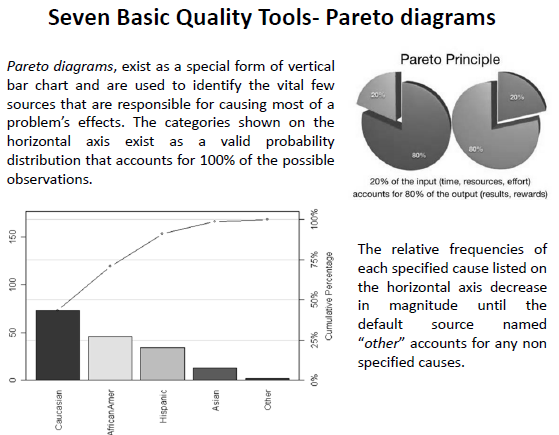 Seven Basic Quality Tools- Pareto diagrams
Pareto diagrams, exist as a special form of vertical
bar chart and are used to identify the vital few
sources that are responsible for causing most of a
problem's effects. The categories shown on the
horizontal axis exist as a valid probability
distribution that accounts for 100% of the possible
observations.
Pareto Principle
20%
80%
20%
80%
20% of the input (time, resources, effort)
accounts for 80% of the output (results, rewards)
150
100
50
0
100%
75%
50%
25%
0%
Cumulative Percentage
Caucasian
AfricanAmer
Hispanic
Asian
Other
The relative frequencies of
each specified cause listed on
the horizontal axis decrease
in magnitude until the
default source named
"other" accounts for any non
specified causes.